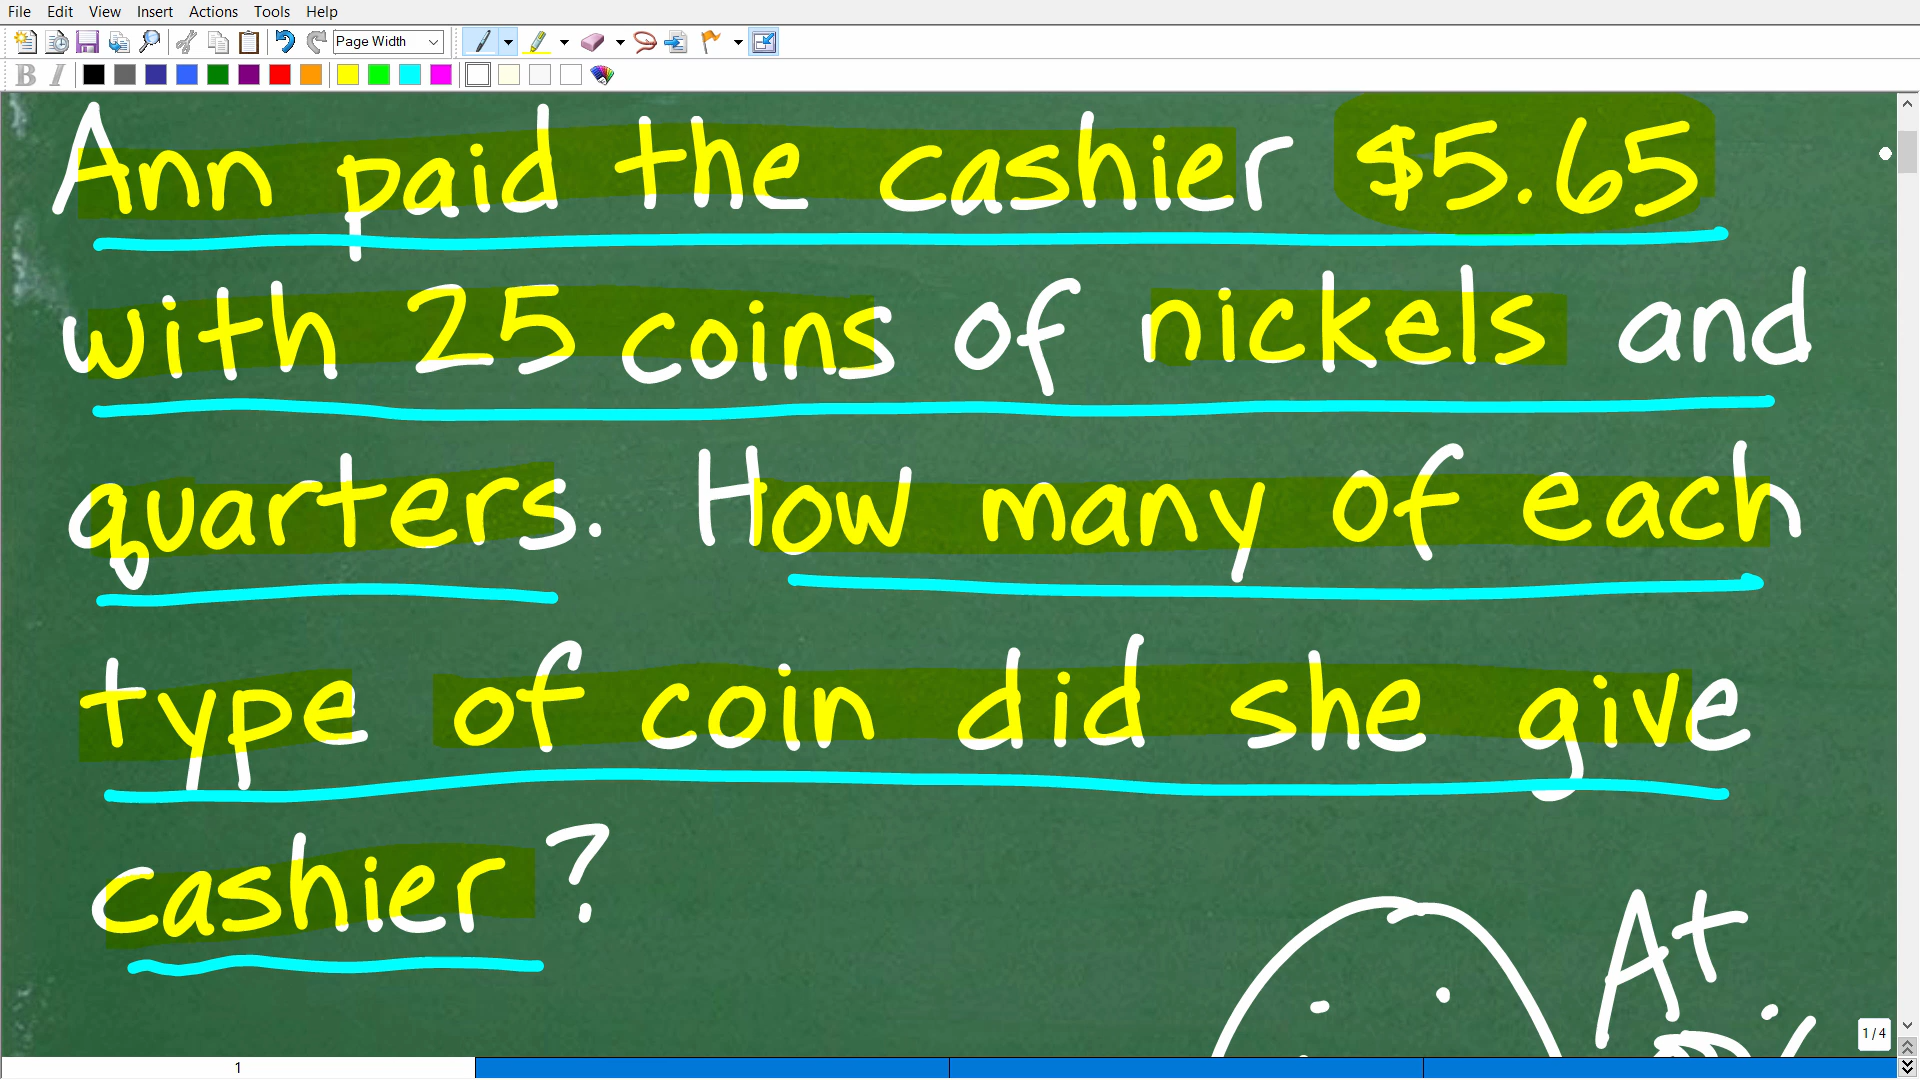 File Edit View Insert Actions Tools Help
Page Width
B I
Ann paid the cashier $5.65
with 25 coins of nickels and
quarters. How many of each
type of coin did she give
cashier?
At
1/4
1